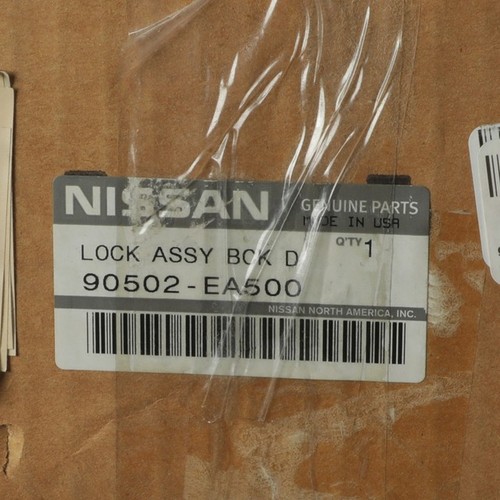 NISSAN
GENUINE PARTS
MADE IN USA
LOCK ASSY BCK D
Q'TY 1
90502-EA500
NISSAN NORTH AMERICA, INC.